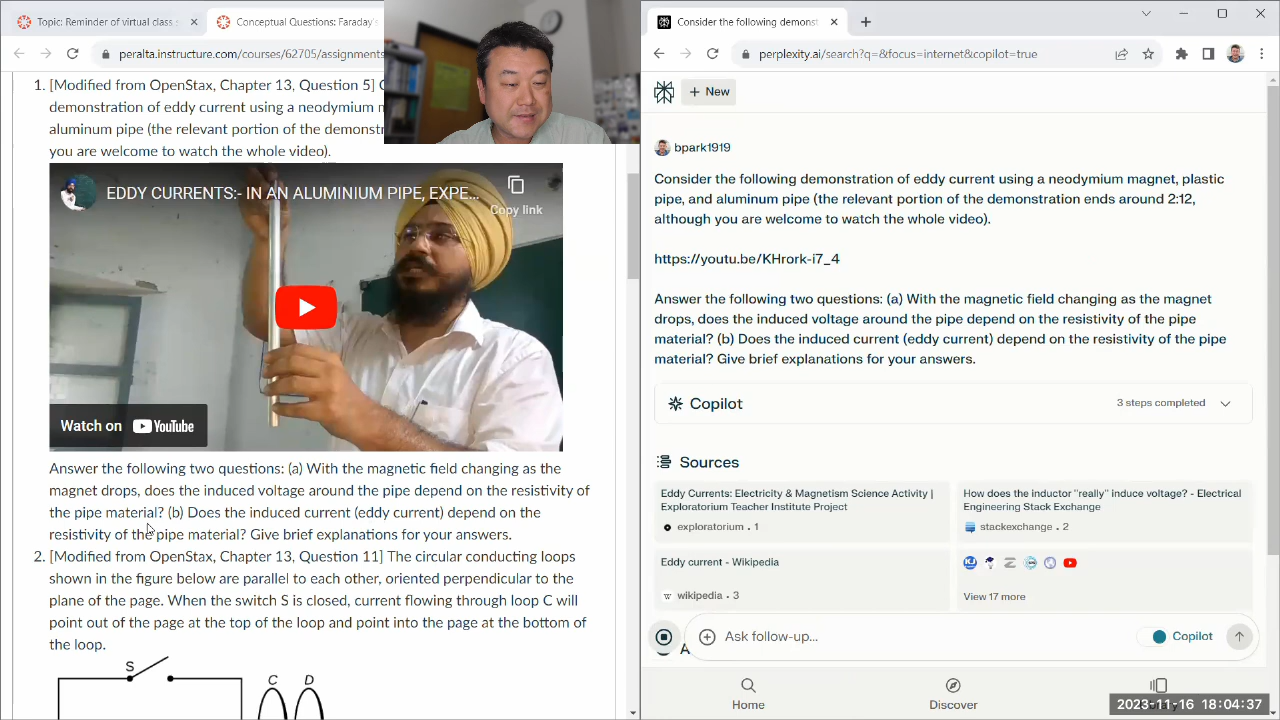 Topic: Reminder of virtual class
Conceptual Questions: Faraday's
peralta.instructure.com/courses/62705/assignments
1. [Modified from OpenStax, Chapter 13, Question 5]
demonstration of eddy current using a neodymium
aluminum pipe (the relevant portion of the
you are welcome to watch the whole video).
EDDY CURRENTS:- IN AN ALUMINIUM PIPE, EXPE...
Copy link
Watch on YouTube
Answer the following two questions: (a) With the magnetic field changing as the
magnet drops, does the induced voltage around the pipe depend on the resistivity of
the pipe material? (b) Does the induced current (eddy current) depend on the
resistivity of the pipe material? Give brief explanations for your answers.
2. [Modified from OpenStax, Chapter 13, Question 11] The circular conducting loops
shown in the figure below are parallel to each other, oriented perpendicular to the
plane of the page. When the switch S is closed, current flowing through loop C will
point out of the page at the top of the loop and point into the page at the bottom of
the loop.
S
C D
Consider the following demonst
perplexity.ai/search?q=&focus=internet&copilot=true
New
bpark1919
Consider the following demonstration of eddy current using a neodymium magnet, plastic
pipe, and aluminum pipe (the relevant portion of the demonstration ends around 2:12,
although you are welcome to watch the whole video).
https://youtu.be/KHrork-i7_4
Answer the following two questions: (a) With the magnetic field changing as the magnet
drops, does the induced voltage around the pipe depend on the resistivity of the pipe
material? (b) Does the induced current (eddy current) depend on the resistivity of the pipe
material? Give brief explanations for your answers.
Copilot
3 steps completed
Sources
Eddy Currents: Electricity & Magnetism Science Activity |
Exploratorium Teacher Institute Project
exploratorium · 1
How does the inductor "really" induce voltage? - Electrical
Engineering Stack Exchange
stackexchange · 2
Eddy current - Wikipedia
wikipedia · 3
View 17 more
Ask follow-up...
Copilot
Home
Discover
2023-11-16 18:04:37